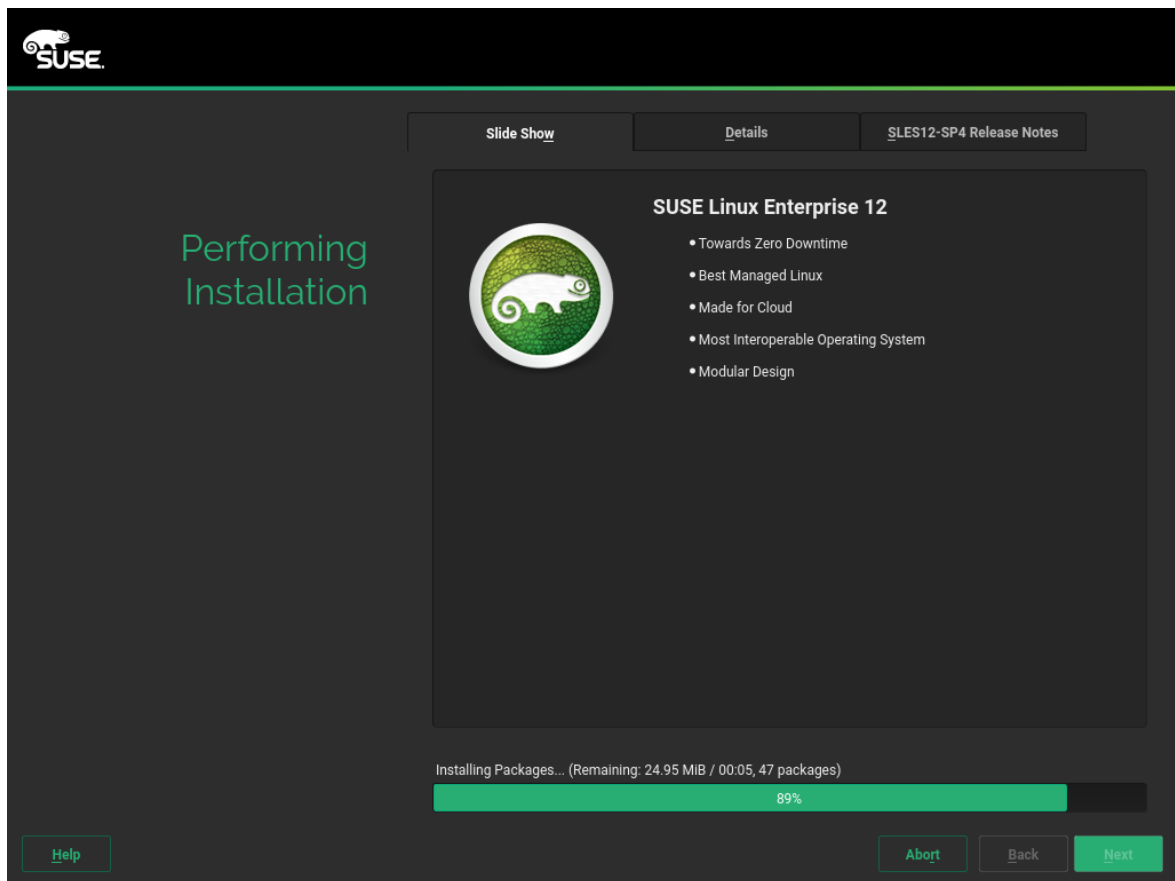 SUSE.
Slide Show
Details
SLES12-SP4 Release Notes
Performing
Installation
SUSE Linux Enterprise 12
• Towards Zero Downtime
• Best Managed Linux
• Made for Cloud
• Most Interoperable Operating System
• Modular Design
Installing Packages... (Remaining: 24.95 MiB / 00:05, 47 packages)
89%
Help
Abort
Back
Next